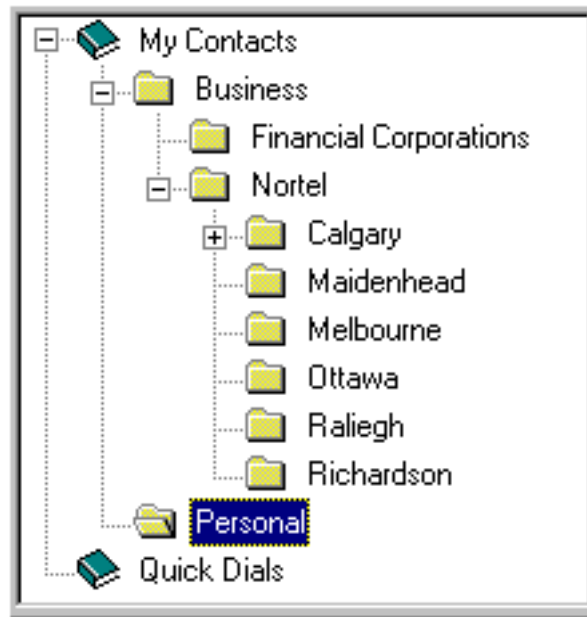 My Contacts
Business
Financial Corporations
Nortel
Calgary
Maidenhead
Melbourne
Ottawa
Raliegh
Richardson
Personal
Quick Dials